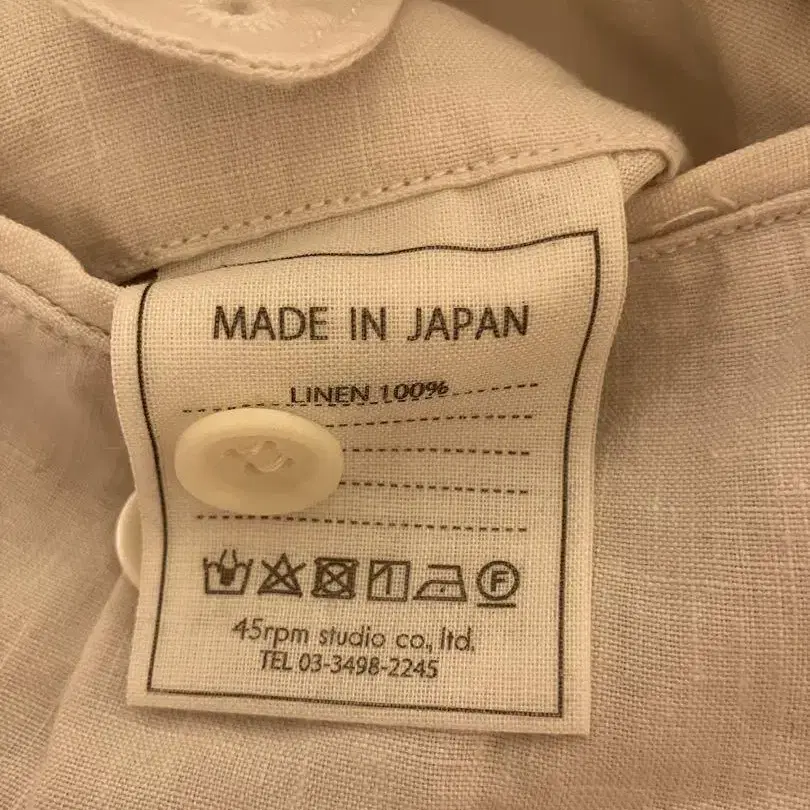 MADE IN JAPAN
LINEN 100%
F
45rpm studio co., ltd.
TEL 03-3498-2245